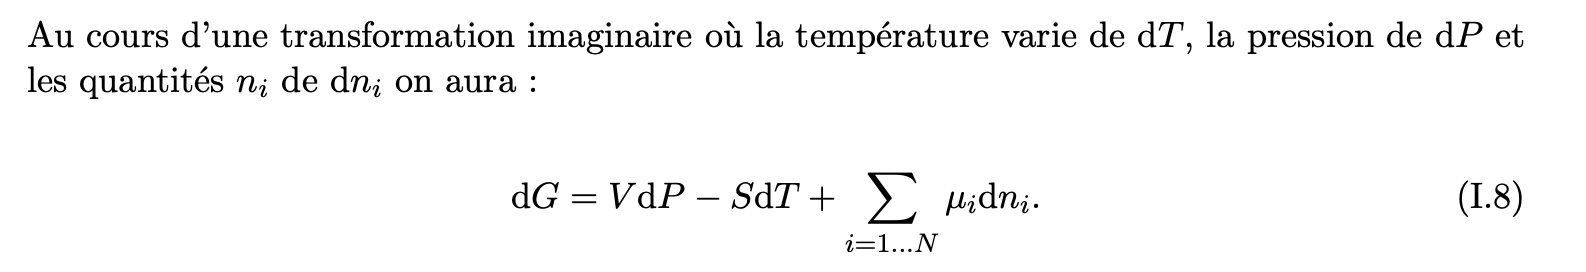 Au cours d'une transformation imaginaire où la température varie de dT, la pression de dP et
les quantités nᵢ de dnᵢ on aura :
dG = VdP − SdT + ∑_{i=1...N} μᵢdnᵢ. (I.8)